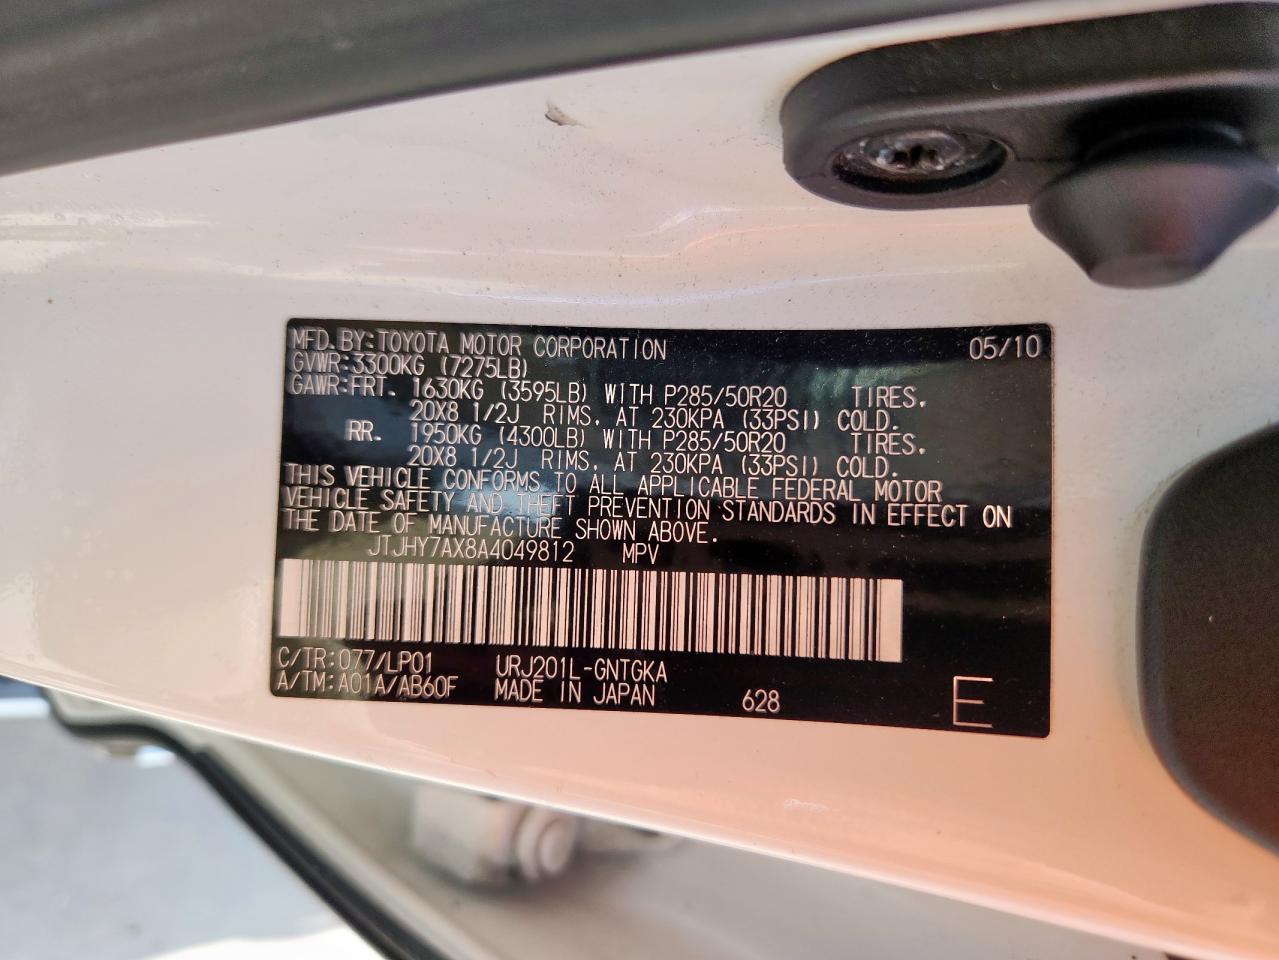 MFD.BY:TOYOTA MOTOR CORPORATION 05/10
GVWR:3300KG (7275LB)
GAWR:FRT. 1630KG (3595LB) WITH P285/50R20 TIRES,
20X8 1/2J RIMS, AT 230KPA (33PSI) COLD.
RR. 1950KG (4300LB) WITH P285/50R20 TIRES,
20X8 1/2J RIMS, AT 230KPA (33PSI) COLD.
THIS VEHICLE CONFORMS TO ALL APPLICABLE FEDERAL MOTOR
VEHICLE SAFETY AND THEFT PREVENTION STANDARDS IN EFFECT ON
THE DATE OF MANUFACTURE SHOWN ABOVE.
JTJHY7AX8A4049812 MPV
C/TR:077/LP01 URJ201L-GNTGKA
A/TM:A01A/AB60F MADE IN JAPAN 628 E